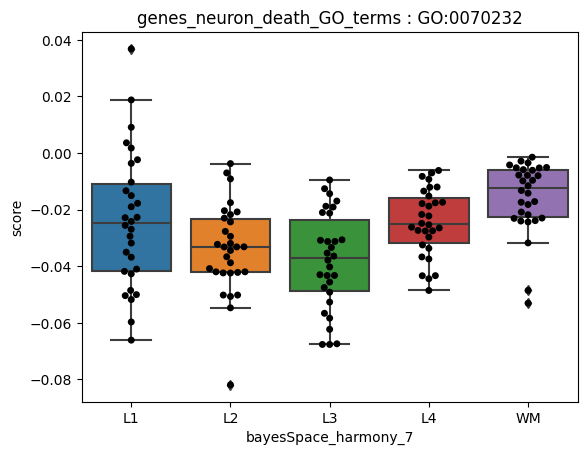 genes_neuron_death_GO_terms : GO:0070232
0.04
0.02
0.00
−0.02
−0.04
−0.06
−0.08
score
L1 L2 L3 L4 WM
bayesSpace_harmony_7